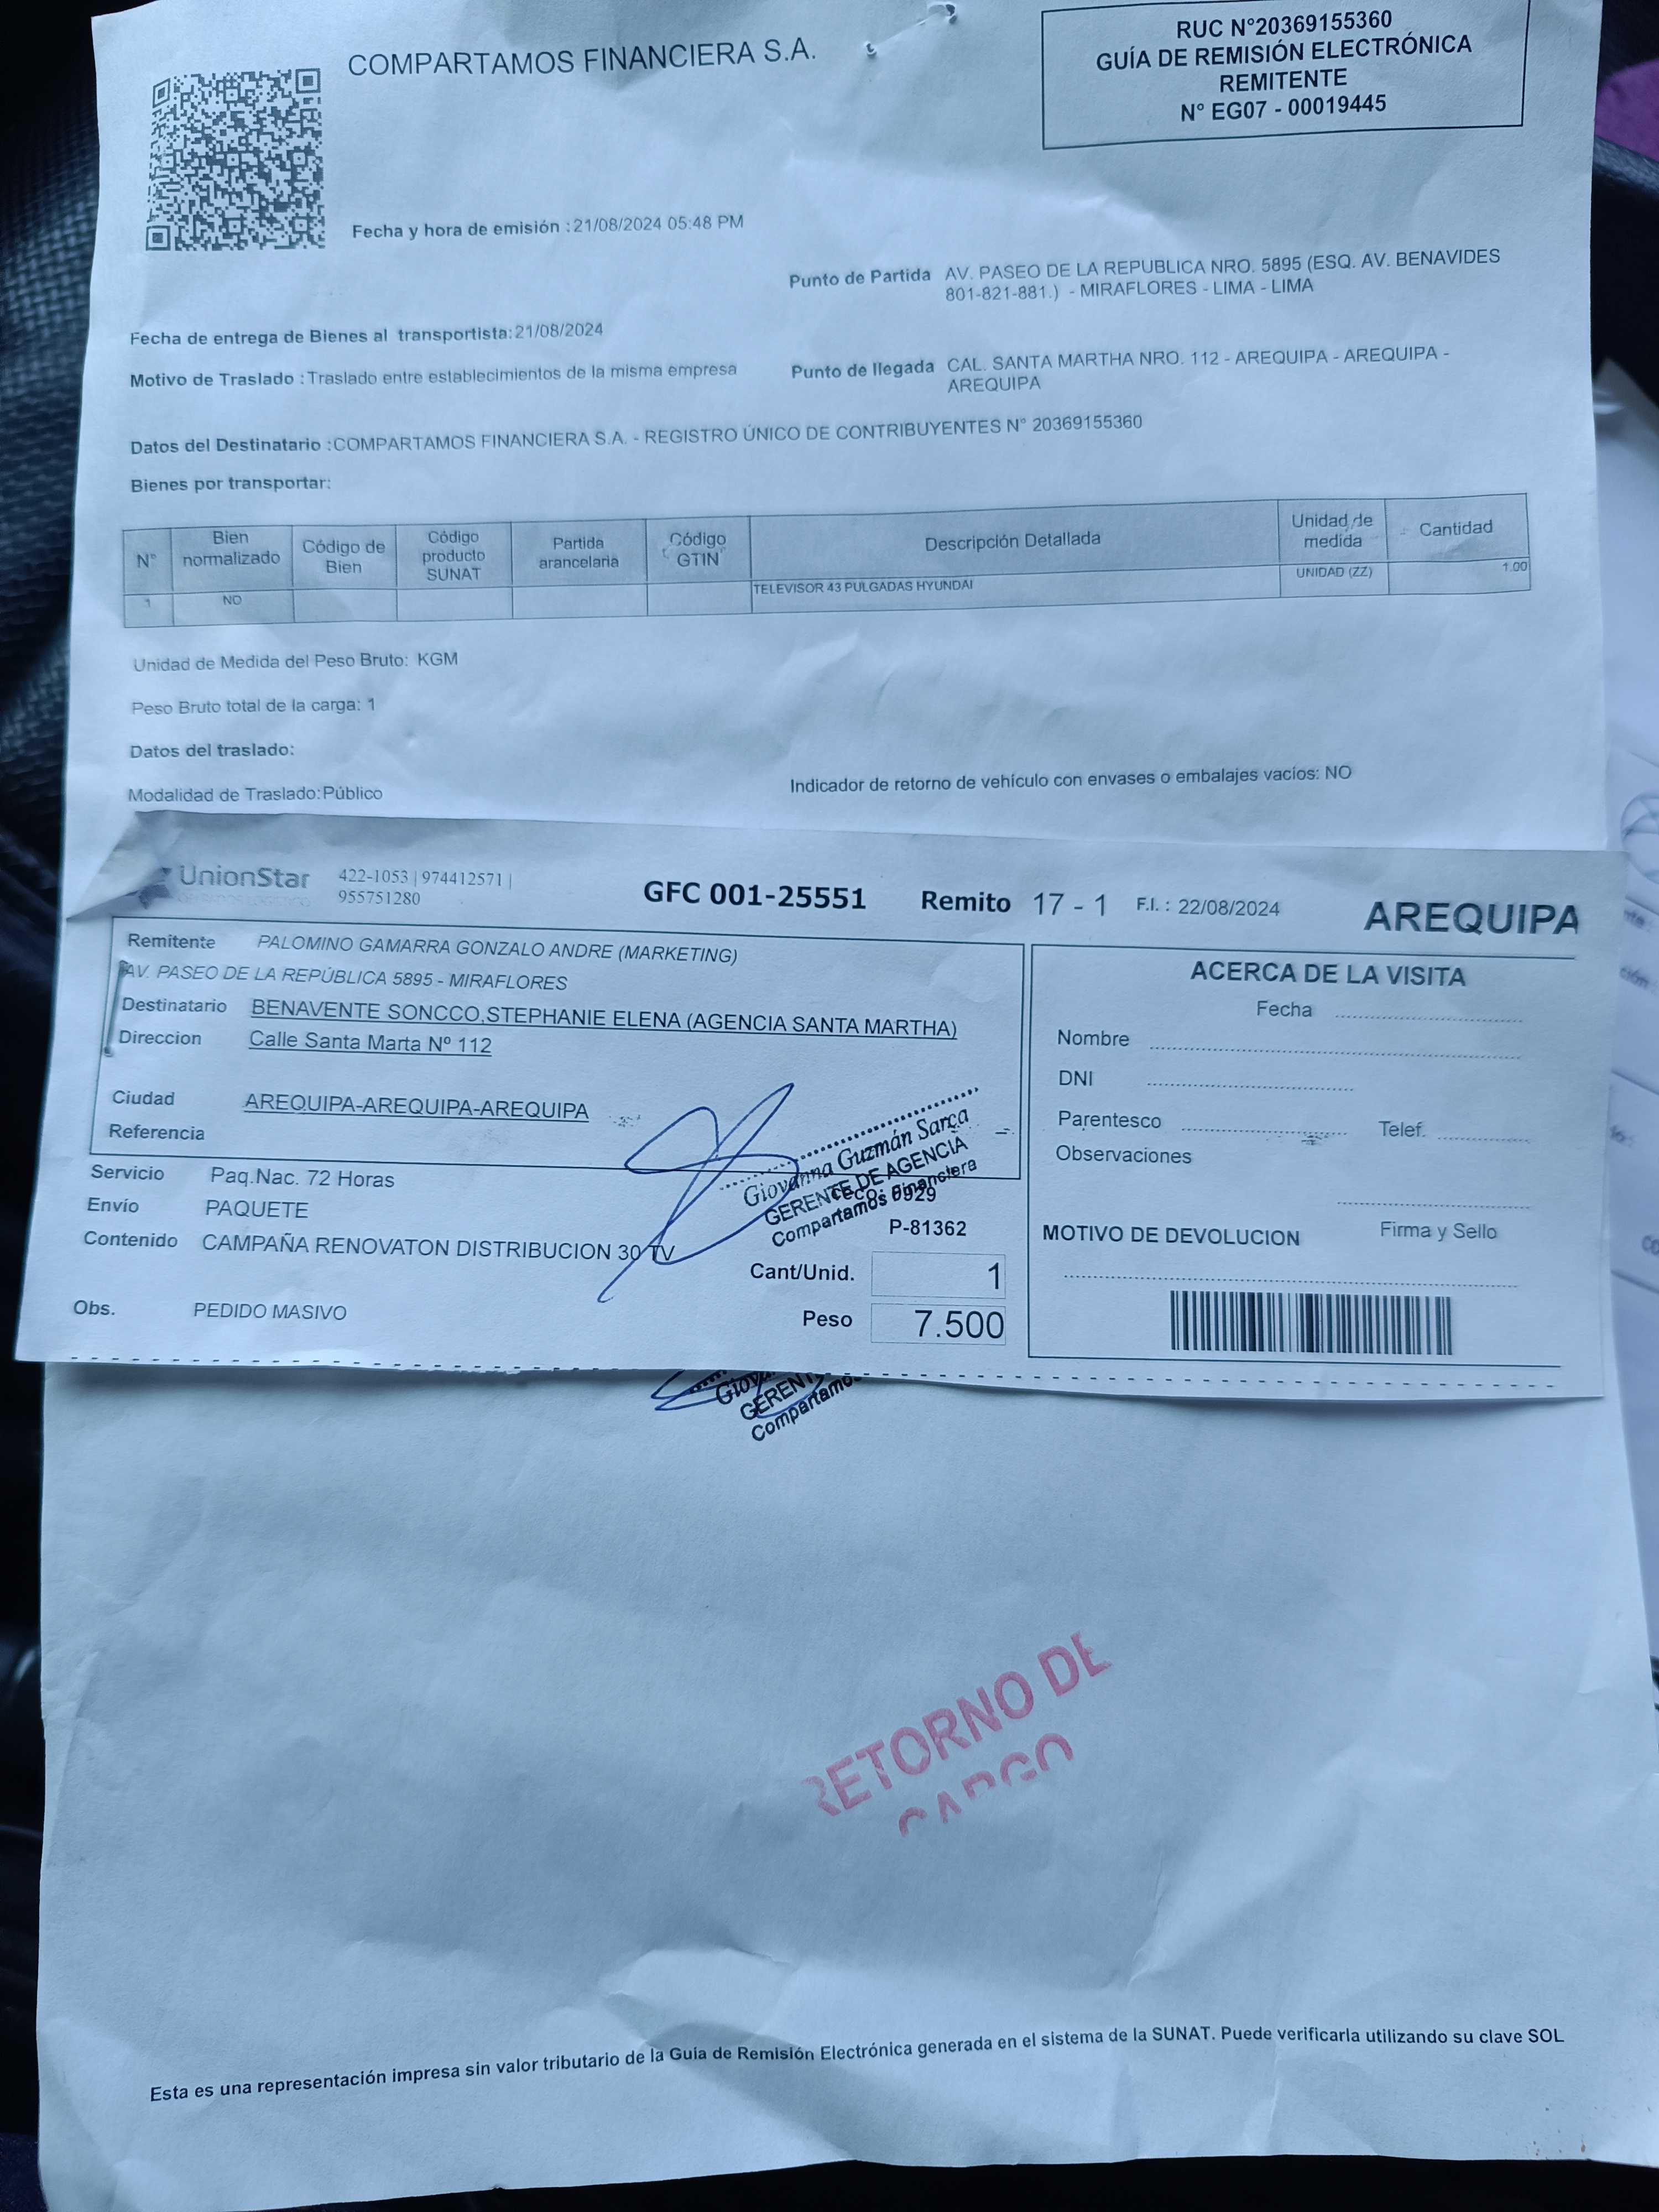 COMPARTAMOS FINANCIERA S.A.
RUC N°20369155360
GUÍA DE REMISIÓN ELECTRÓNICA
REMITENTE
N° EG07 - 00019445
Fecha y hora de emisión : 21/08/2024 05:48 PM
Punto de Partida AV. PASEO DE LA REPUBLICA NRO. 5895 (ESQ. AV. BENAVIDES
801-821-881.) - MIRAFLORES - LIMA - LIMA
Fecha de entrega de Bienes al transportista: 21/08/2024
Motivo de Traslado : Traslado entre establecimientos de la misma empresa
Punto de llegada CAL. SANTA MARTHA NRO. 112 - AREQUIPA - AREQUIPA -
AREQUIPA
Datos del Destinatario : COMPARTAMOS FINANCIERA S.A. - REGISTRO ÚNICO DE CONTRIBUYENTES N° 20369155360
Bienes por transportar:
N° Bien normalizado Código de Bien Código producto SUNAT Partida arancelaria Código GTIN Descripción Detallada Unidad de medida Cantidad
1 NO TELEVISOR 43 PULGADAS HYUNDAI UNIDAD (ZZ) 1.00
Unidad de Medida del Peso Bruto: KGM
Peso Bruto total de la carga: 1
Datos del traslado:
Modalidad de Traslado: Público
Indicador de retorno de vehículo con envases o embalajes vacíos: NO
UnionStar
422-1053 | 974412571 |
955751280
GFC 001-25551
Remito 17 - 1
F.I. : 22/08/2024
AREQUIPA
Remitente PALOMINO GAMARRA GONZALO ANDRE (MARKETING)
AV. PASEO DE LA REPÚBLICA 5895 - MIRAFLORES
Destinatario BENAVENTE SONCCO,STEPHANIE ELENA (AGENCIA SANTA MARTHA)
Direccion Calle Santa Marta Nº 112
Ciudad AREQUIPA-AREQUIPA-AREQUIPA
Referencia
Servicio Paq.Nac. 72 Horas
Envío PAQUETE
Contenido CAMPAÑA RENOVATON DISTRIBUCION 30 TV
Obs. PEDIDO MASIVO
Giovanna Guzmán Sarca
GERENTE DE AGENCIA
Compartamos Financiera
Ceco: 0929
P-81362
Cant/Unid. 1
Peso 7.500
ACERCA DE LA VISITA
Fecha
Nombre
DNI
Parentesco
Telef.
Observaciones
MOTIVO DE DEVOLUCION
Firma y Sello
RETORNO DE
CARGO
Esta es una representación impresa sin valor tributario de la Guía de Remisión Electrónica generada en el sistema de la SUNAT. Puede verificarla utilizando su clave SOL